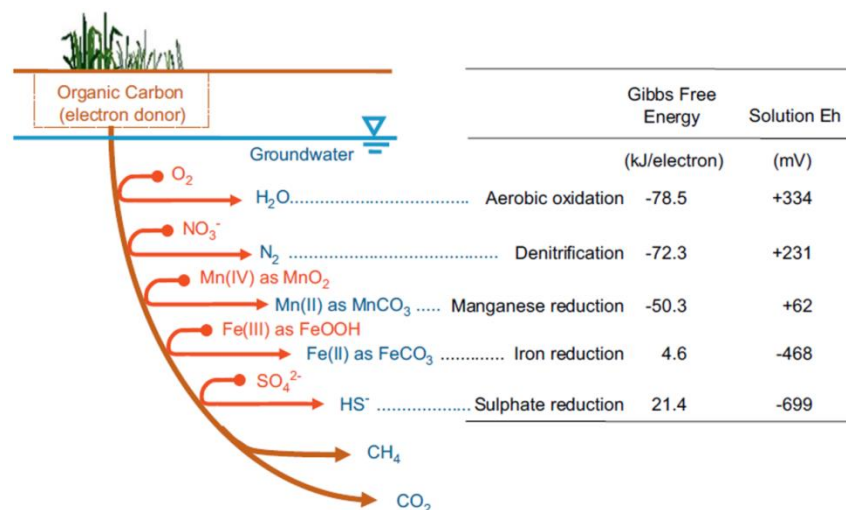 Organic Carbon
(electron donor)
Groundwater
Gibbs Free
Energy
Solution Eh
(kJ/electron)
(mV)
O₂
H₂O
Aerobic oxidation
-78.5
+334
NO₃⁻
N₂
Denitrification
-72.3
+231
Mn(IV) as MnO₂
Mn(II) as MnCO₃
Manganese reduction
-50.3
+62
Fe(III) as FeOOH
Fe(II) as FeCO₃
Iron reduction
4.6
-468
SO₄²⁻
HS⁻
Sulphate reduction
21.4
-699
CH₄
CO₂